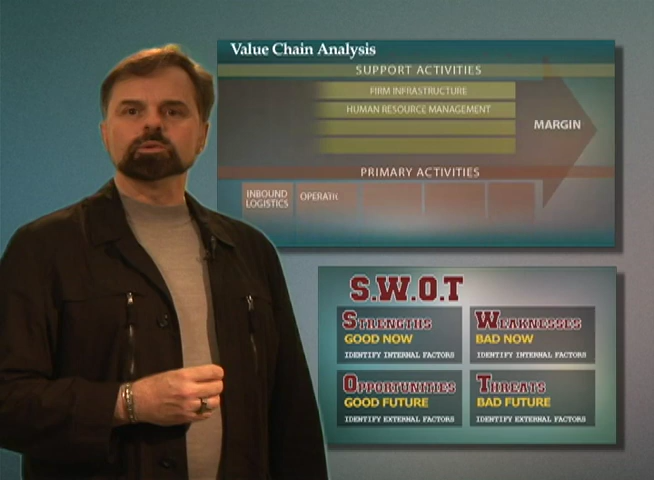 Value Chain Analysis
SUPPORT ACTIVITIES
FIRM INFRASTRUCTURE
HUMAN RESOURCE MANAGEMENT
MARGIN
PRIMARY ACTIVITIES
INBOUND
LOGISTICS
OPERATI
S.W.O.T
STRENGTHS
GOOD NOW
IDENTIFY INTERNAL FACTORS
WEAKNESSES
BAD NOW
IDENTIFY INTERNAL FACTORS
OPPORTUNITIES
GOOD FUTURE
IDENTIFY EXTERNAL FACTORS
THREATS
BAD FUTURE
IDENTIFY EXTERNAL FACTORS